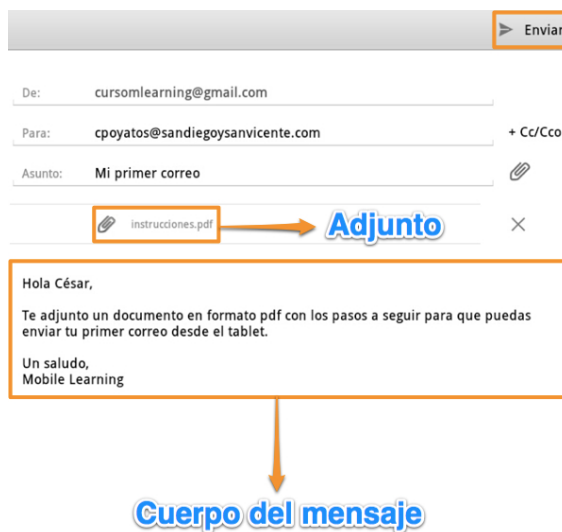 Enviar
De: cursomlearning@gmail.com
Para: cpoyatos@sandiegoysanvicente.com + Cc/Cco
Asunto: Mi primer correo
instrucciones.pdf Adjunto
Hola César,
Te adjunto un documento en formato pdf con los pasos a seguir para que puedas
enviar tu primer correo desde el tablet.
Un saludo,
Mobile Learning
Cuerpo del mensaje